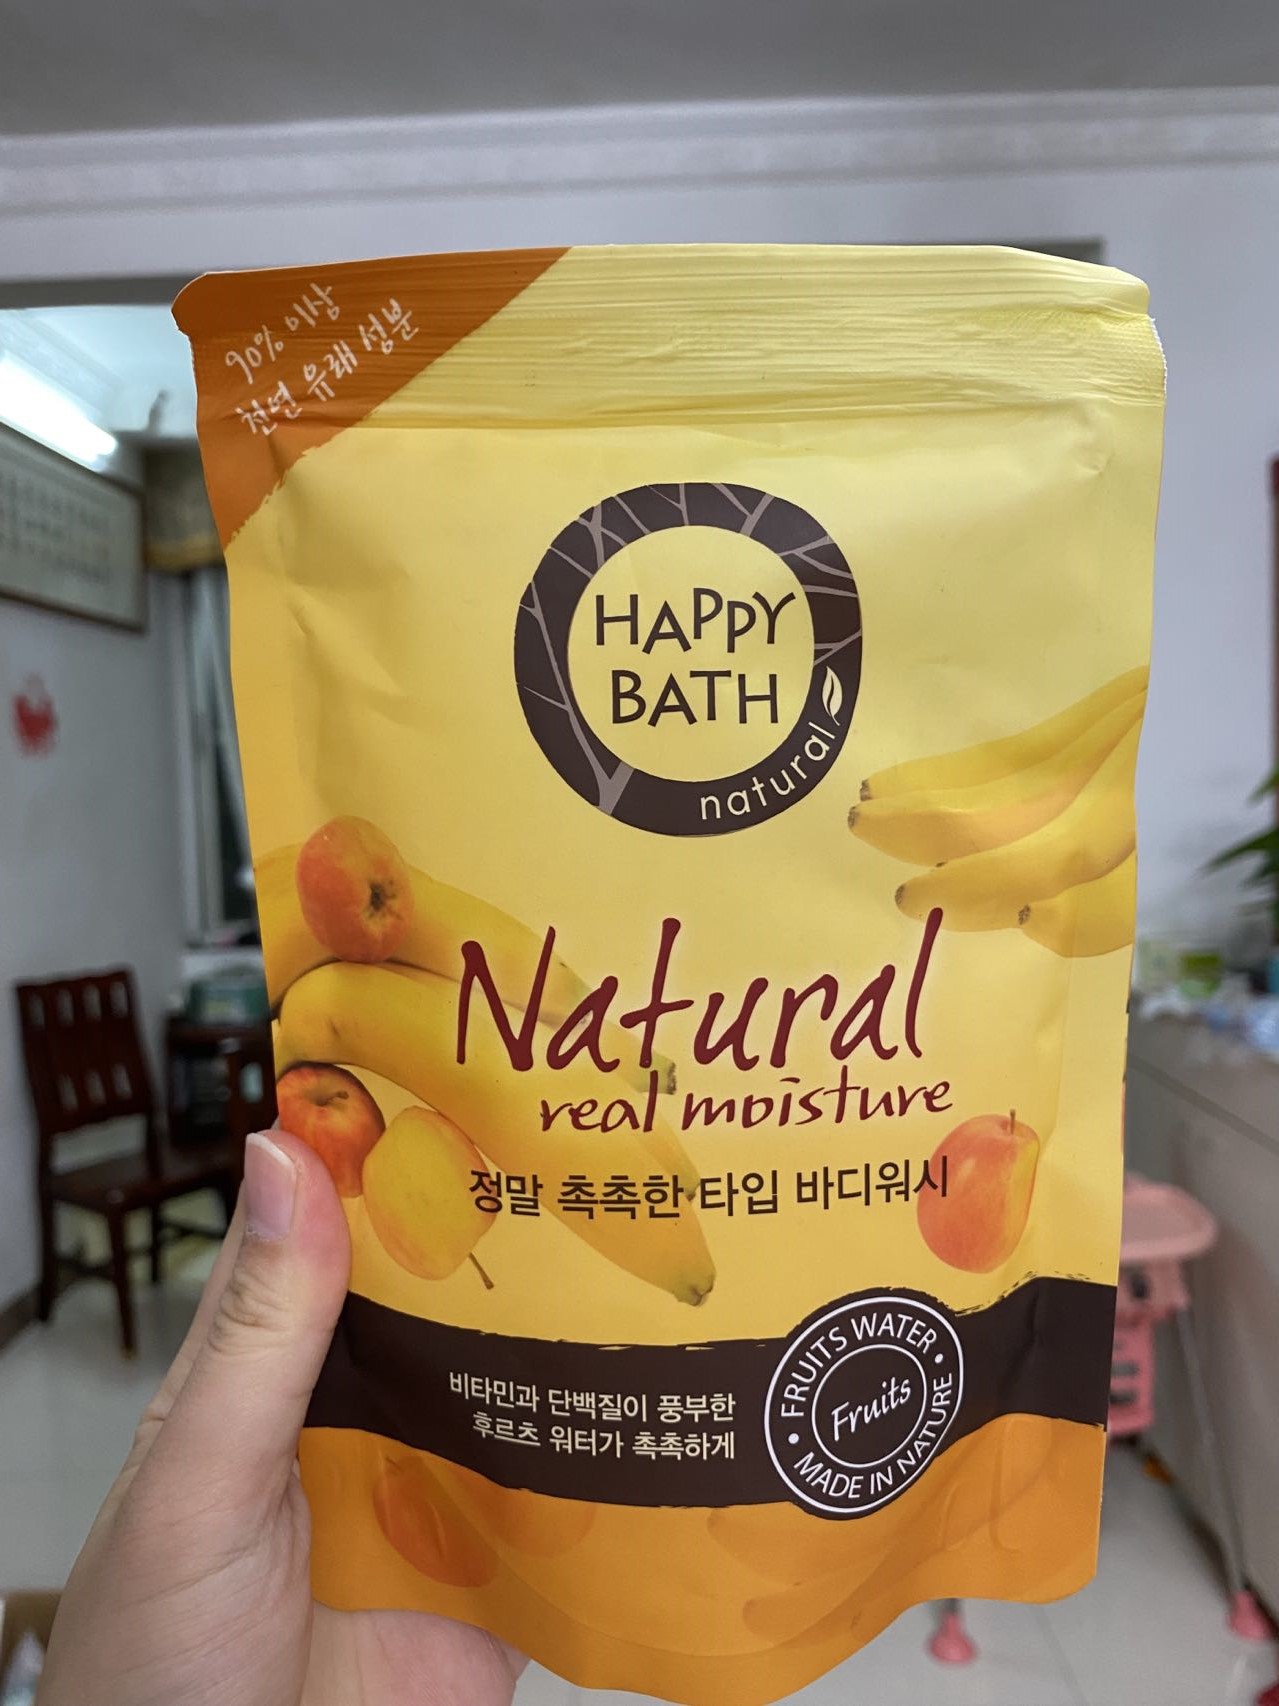 90% 이상
천연 유래 성분
HAPPY
BATH
natural
Natural
real moisture
정말 촉촉한 타입 바디워시
비타민과 단백질이 풍부한
후르츠 워터가 촉촉하게
FRUITS WATER
Fruits
MADE IN NATURE